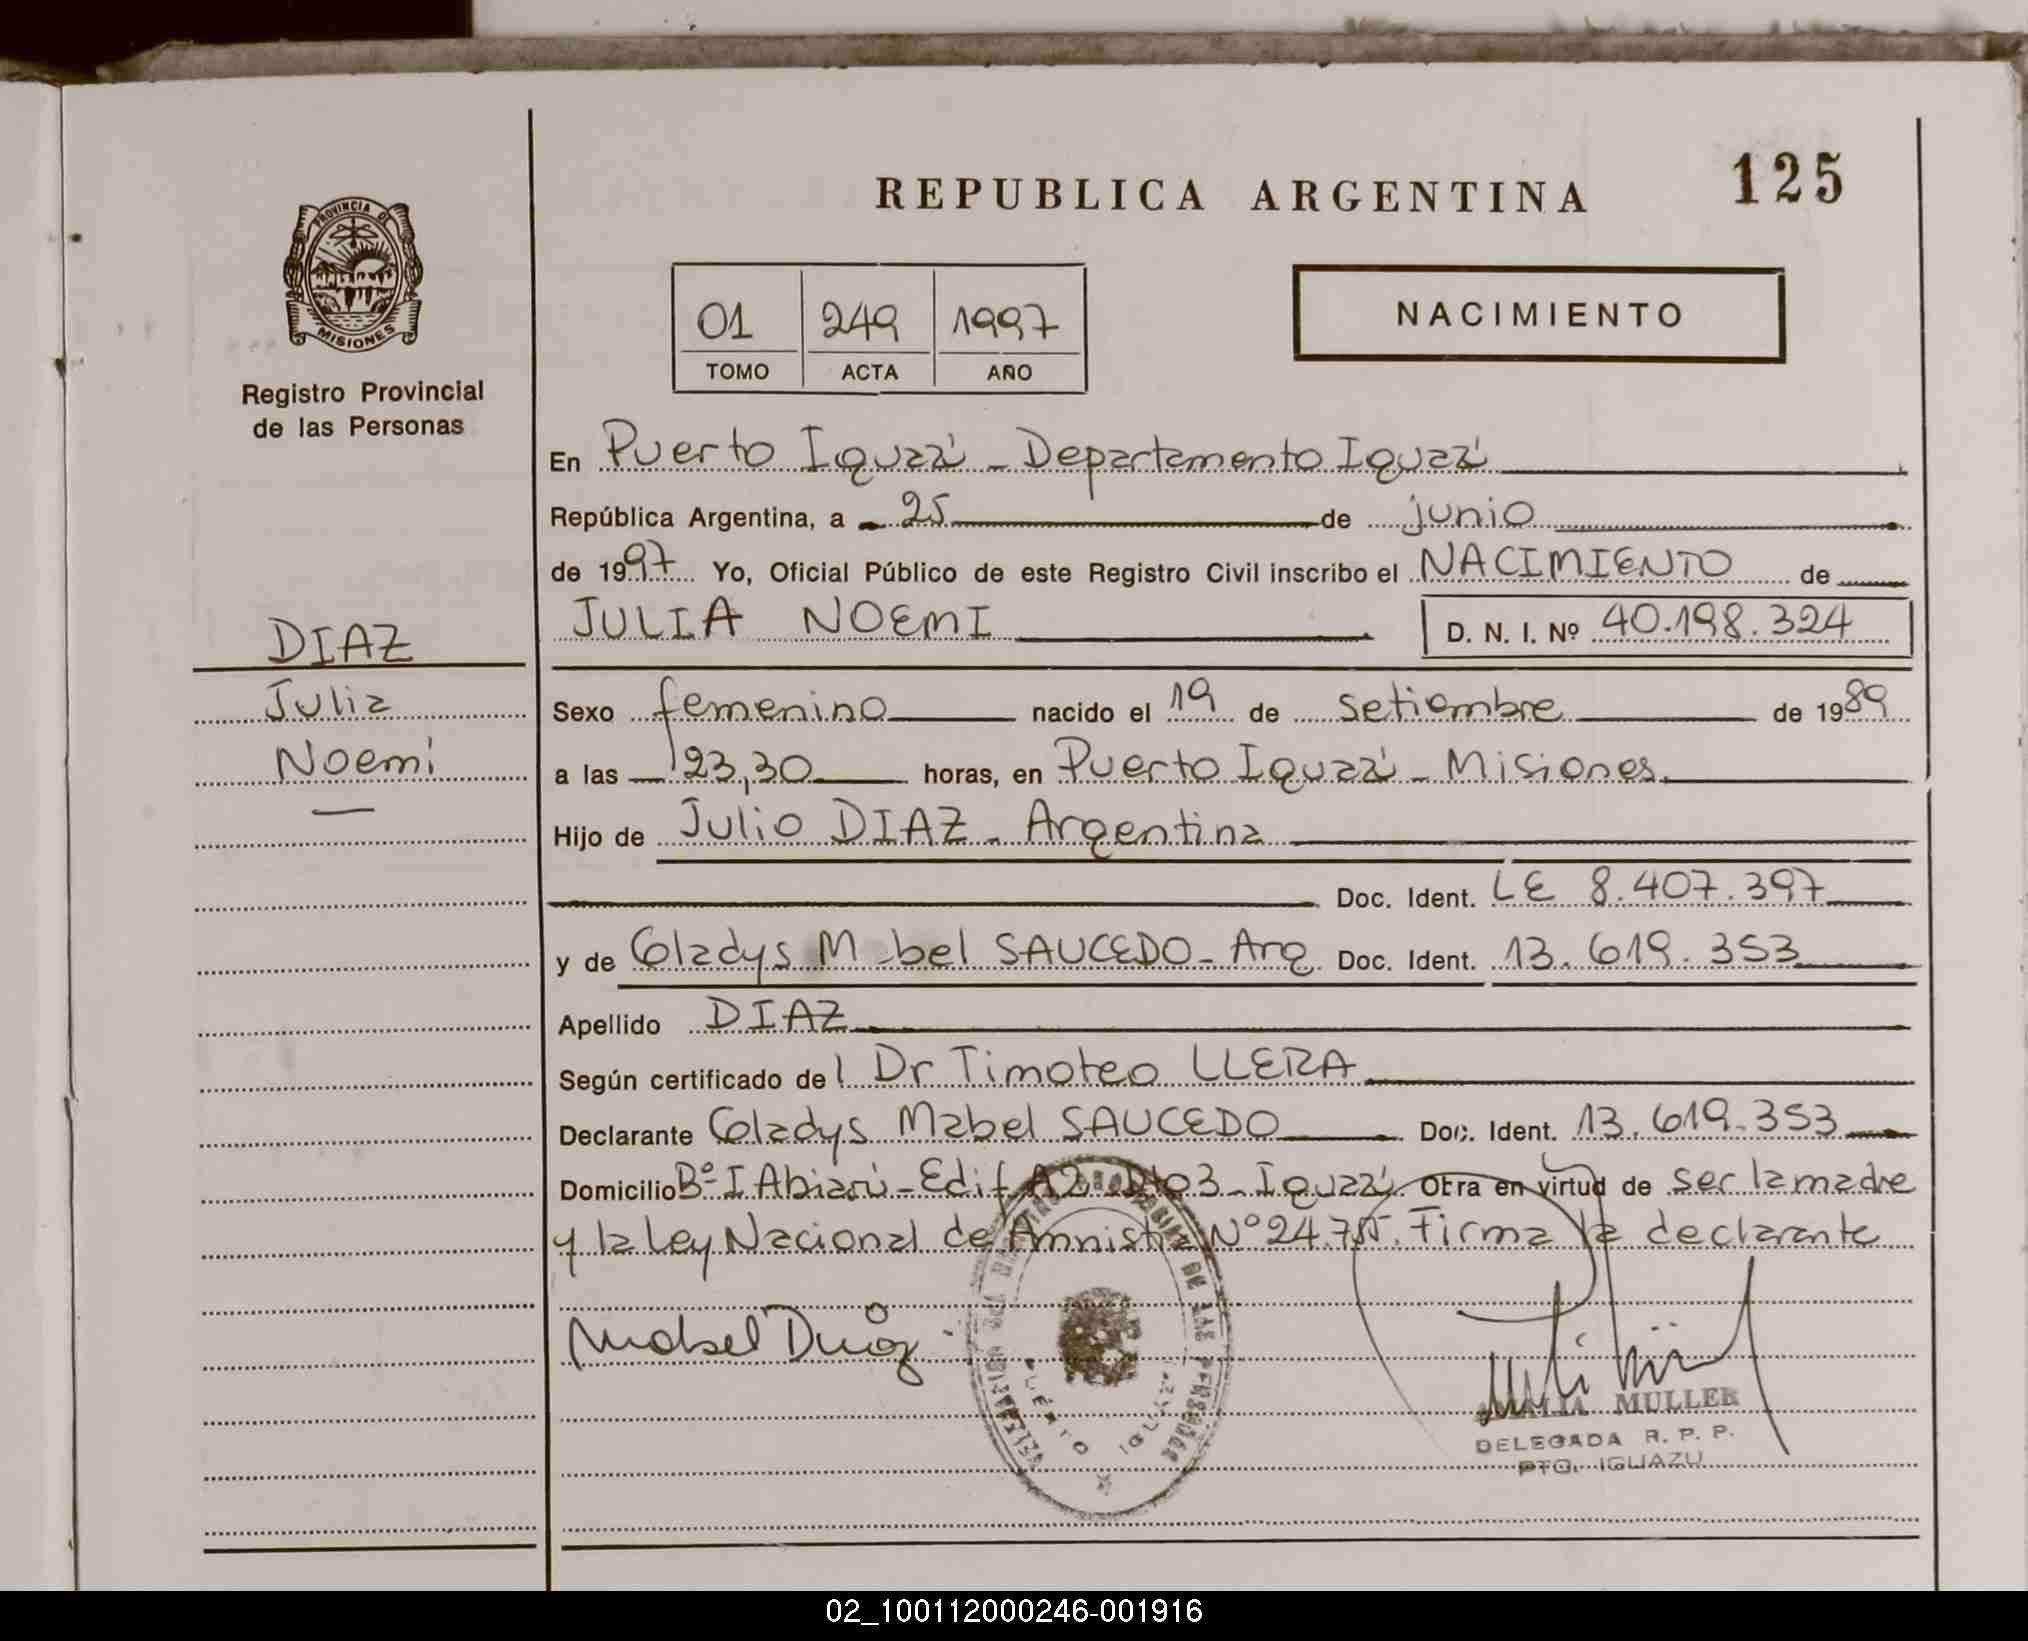 REPUBLICA ARGENTINA
125
PROVINCIA DE
MISIONES
Registro Provincial
de las Personas
01 249 1997
TOMO ACTA AÑO
NACIMIENTO
En Puerto Iguazú - Departamento Iguazú
República Argentina, a 25 de junio
de 1997 Yo, Oficial Público de este Registro Civil inscribo el NACIMIENTO de
JULIA NOEMI D. N. I. Nº 40.198.324
DIAZ
Julia
Noemi
Sexo femenino nacido el 19 de setiembre de 1989
a las 23,30 horas, en Puerto Iguazú - Misiones
Hijo de Julio DIAZ - Argentina
Doc. Ident. LE 8.407.397
y de Gladys Mabel SAUCEDO - Arg Doc. Ident. 13.619.353
Apellido DIAZ
Según certificado del Dr Timoteo LLERA
Declarante Gladys Mabel SAUCEDO Doc. Ident. 13.619.353
Domicilio Bº I Abiarú - Edif A2 - Dto3 - Iguazú. Obra en virtud de ser la madre
y la Ley Nacional de Amnistia Nº 24.755. Firma la declarante
Mabel Diaz
PUERTO IGUAZU
MULLER
DELEGADA R. P. P.
PTO. IGUAZU
02_100112000246-001916